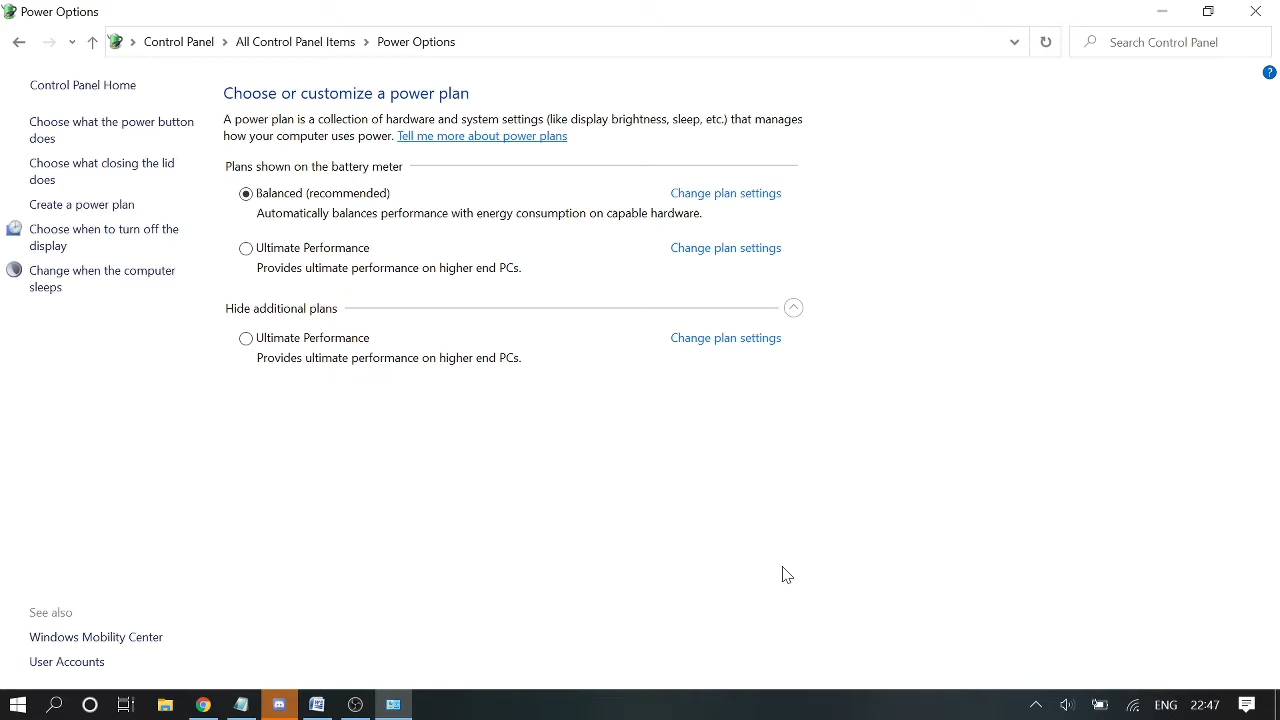 Power Options
Control Panel > All Control Panel Items > Power Options
Search Control Panel
?
Control Panel Home
Choose what the power button
does
Choose what closing the lid
does
Create a power plan
Choose when to turn off the
display
Change when the computer
sleeps
Choose or customize a power plan
A power plan is a collection of hardware and system settings (like display brightness, sleep, etc.) that manages
how your computer uses power. Tell me more about power plans
Plans shown on the battery meter
Balanced (recommended) Change plan settings
Automatically balances performance with energy consumption on capable hardware.
Ultimate Performance Change plan settings
Provides ultimate performance on higher end PCs.
Hide additional plans
Ultimate Performance Change plan settings
Provides ultimate performance on higher end PCs.
See also
Windows Mobility Center
User Accounts
ENG 22:47